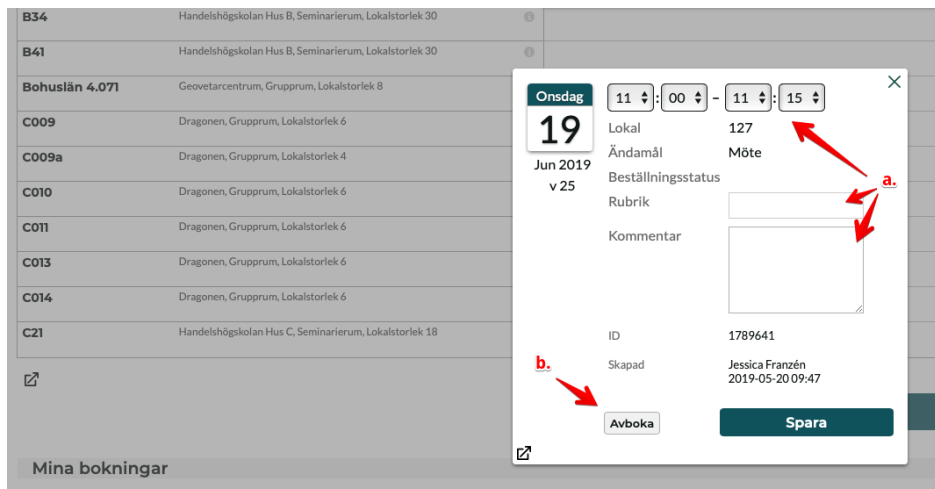 B34 Handelshögskolan Hus B, Seminarierum, Lokalstorlek 30
B41 Handelshögskolan Hus B, Seminarierum, Lokalstorlek 30
Bohuslän 4.071 Geovetarcentrum, Grupprum, Lokalstorlek 8
C009 Dragonen, Grupprum, Lokalstorlek 6
C009a Dragonen, Grupprum, Lokalstorlek 4
C010 Dragonen, Grupprum, Lokalstorlek 6
C011 Dragonen, Grupprum, Lokalstorlek 6
C013 Dragonen, Grupprum, Lokalstorlek 6
C014 Dragonen, Grupprum, Lokalstorlek 6
C21 Handelshögskolan Hus C, Seminarierum, Lokalstorlek 18
Mina bokningar
Onsdag
19
Jun 2019
v 25
11 : 00 - 11 : 15
Lokal 127
Ändamål Möte
Beställningsstatus
a.
Rubrik
Kommentar
ID 1789641
b.
Skapad Jessica Franzén
2019-05-20 09:47
Avboka Spara